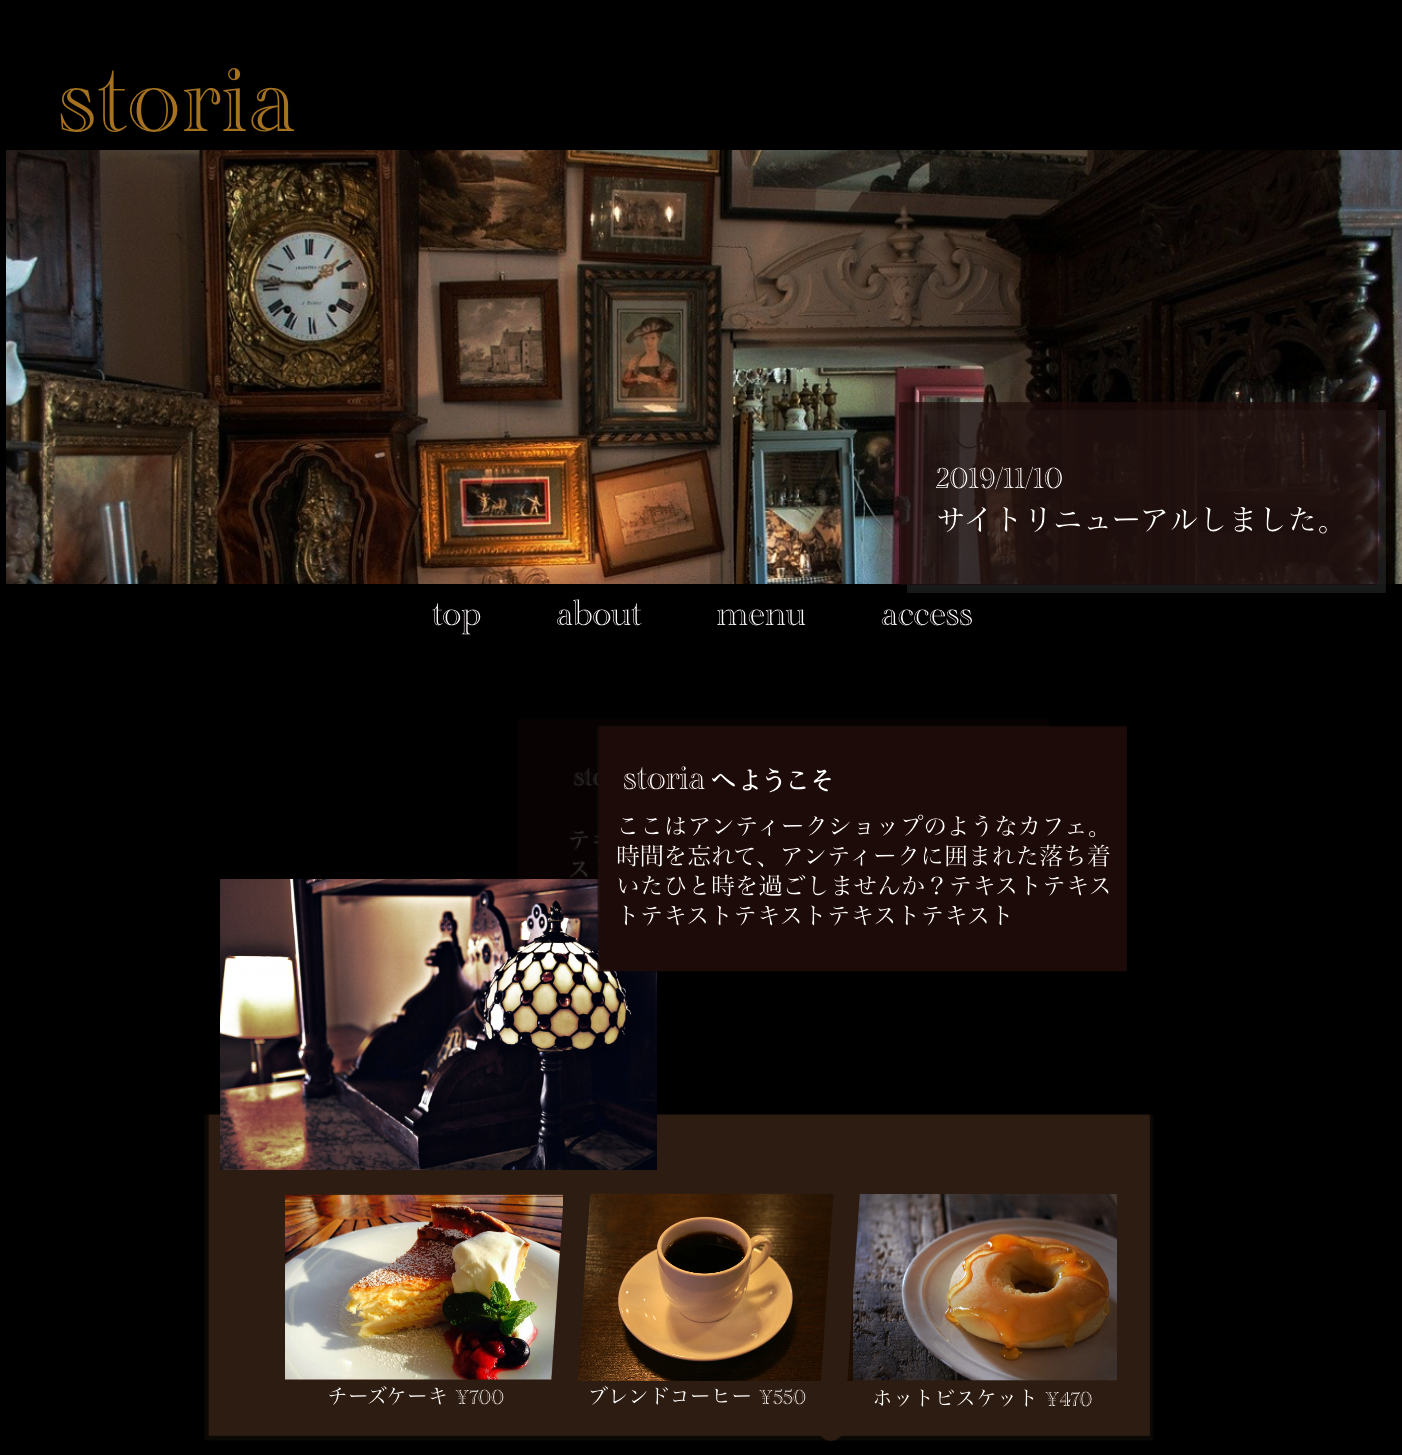 storia
2019/11/10
サイトリニューアルしました。
top about menu access
storia へようこそ
ここはアンティークショップのようなカフェ。
時間を忘れて、アンティークに囲まれた落ち着
いたひと時を過ごしませんか？テキストテキス
トテキストテキストテキストテキスト
チーズケーキ ¥700
ブレンドコーヒー ¥550
ホットビスケット ¥470